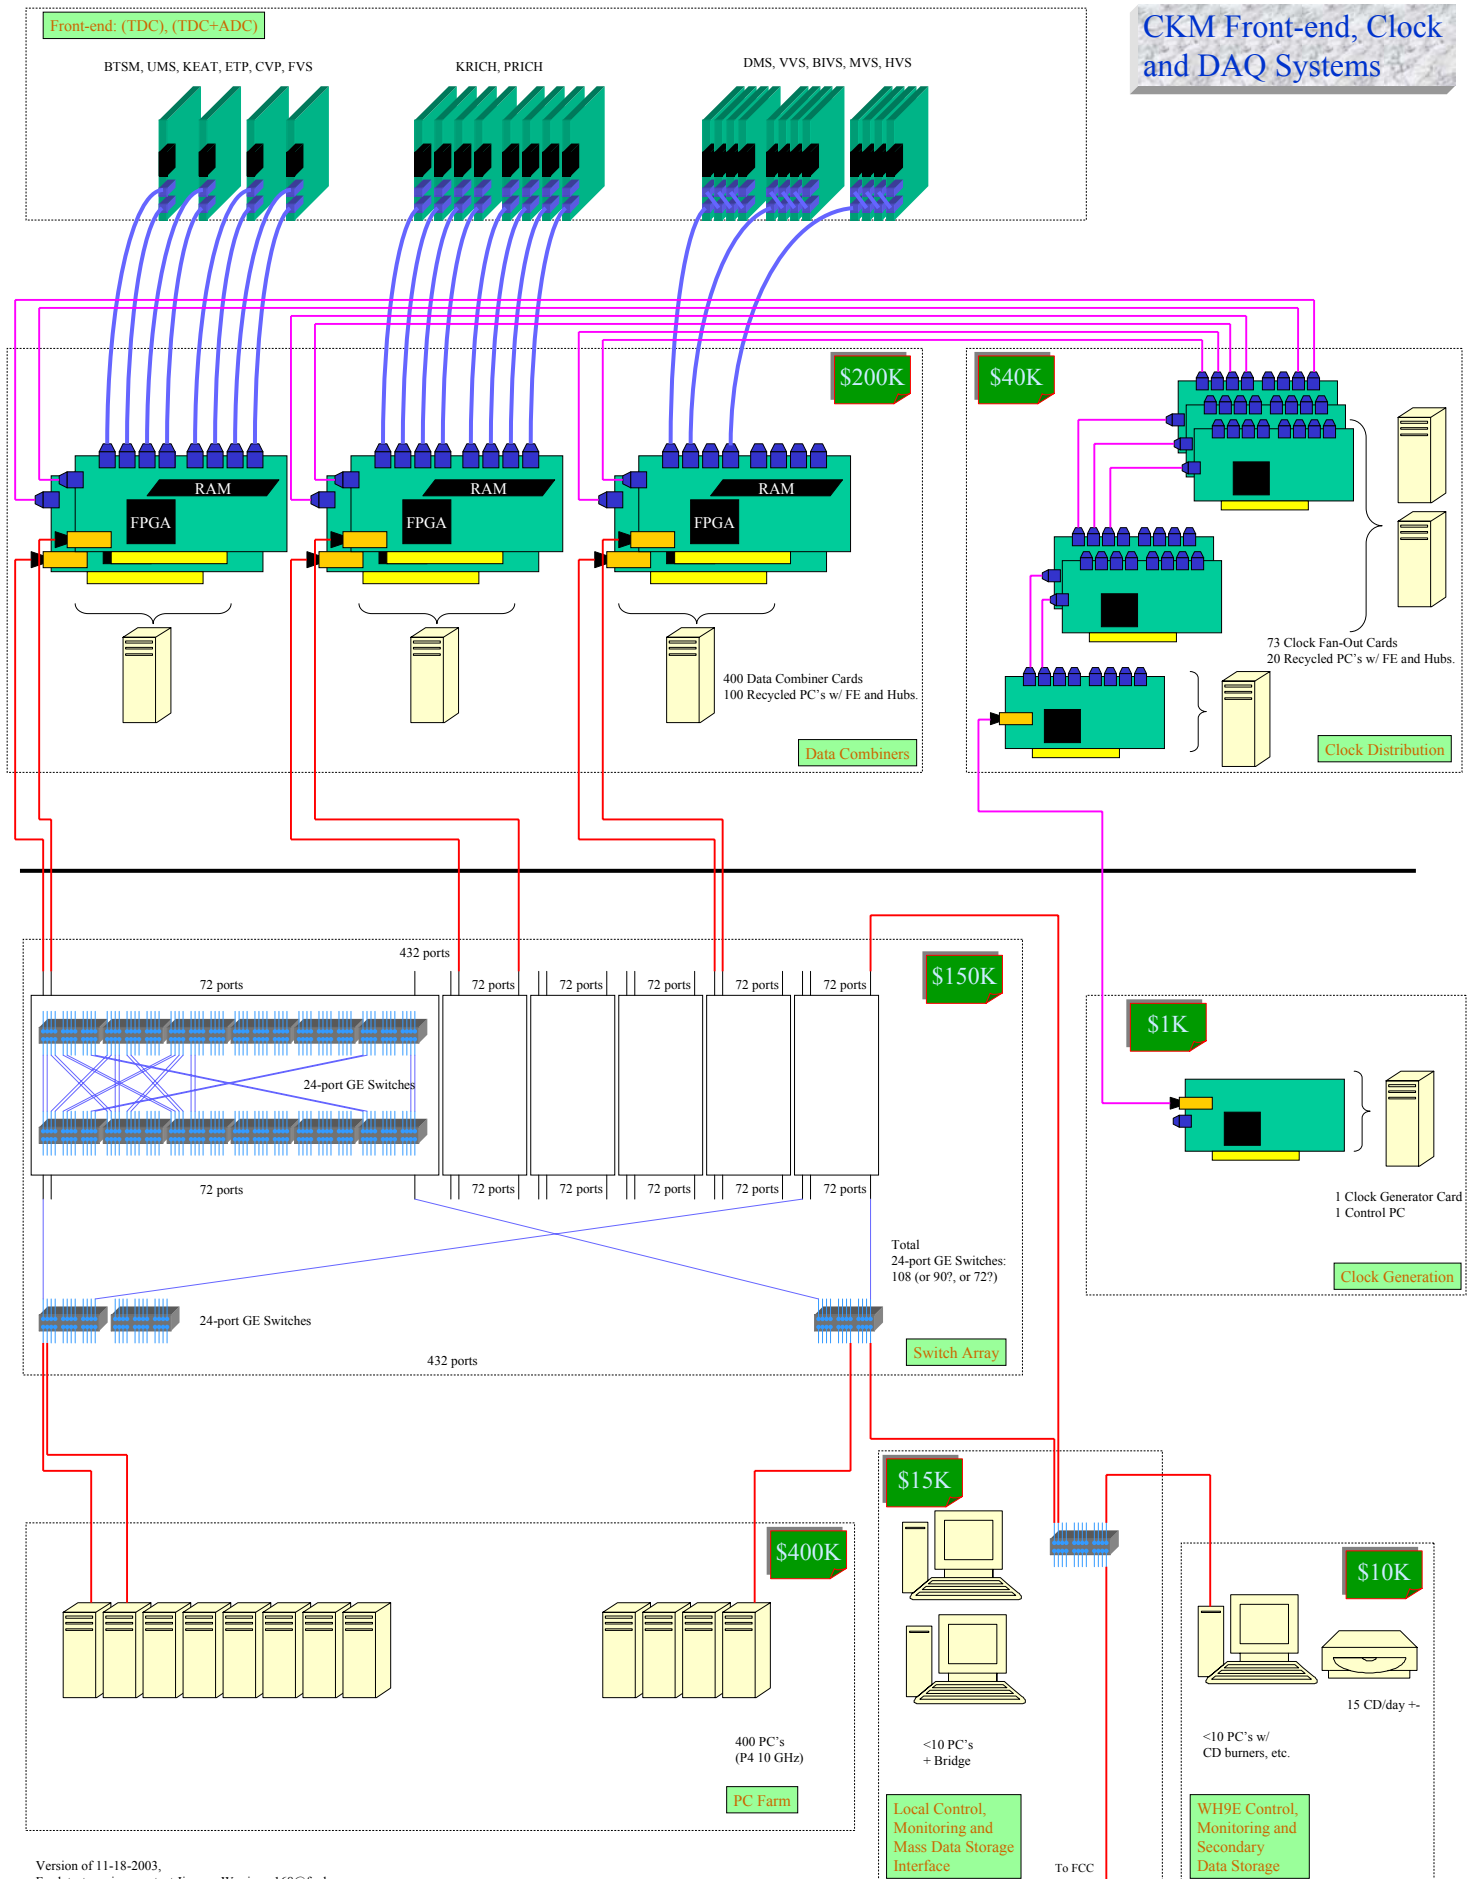 CKM Front-end, Clock
and DAQ Systems
Front-end: (TDC), (TDC+ADC)
BTSM, UMS, KEAT, ETP, CVP, FVS
KRICH, PRICH
DMS, VVS, BIVS, MVS, HVS
$200K
$40K
RAM
FPGA
RAM
FPGA
RAM
FPGA
400 Data Combiner Cards
100 Recycled PC's w/ FE and Hubs.
Data Combiners
73 Clock Fan-Out Cards
20 Recycled PC's w/ FE and Hubs.
Clock Distribution
432 ports
$150K
72 ports
72 ports
72 ports
72 ports
72 ports
72 ports
24-port GE Switches
72 ports
72 ports
72 ports
72 ports
72 ports
72 ports
Total
24-port GE Switches:
108 (or 90?, or 72?)
24-port GE Switches
432 ports
Switch Array
$1K
1 Clock Generator Card
1 Control PC
Clock Generation
$400K
400 PC's
(P4 10 GHz)
PC Farm
$15K
<10 PC's
+ Bridge
Local Control,
Monitoring and
Mass Data Storage
Interface
To FCC
$10K
15 CD/day +-
<10 PC's w/
CD burners, etc.
WH9E Control,
Monitoring and
Secondary
Data Storage
Version of 11-18-2003,